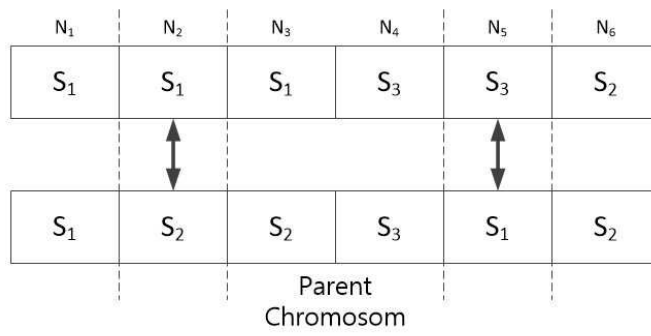 N₁ N₂ N₃ N₄ N₅ N₆
S₁ S₁ S₁ S₃ S₃ S₂
S₁ S₂ S₂ S₃ S₁ S₂
Parent
Chromosom